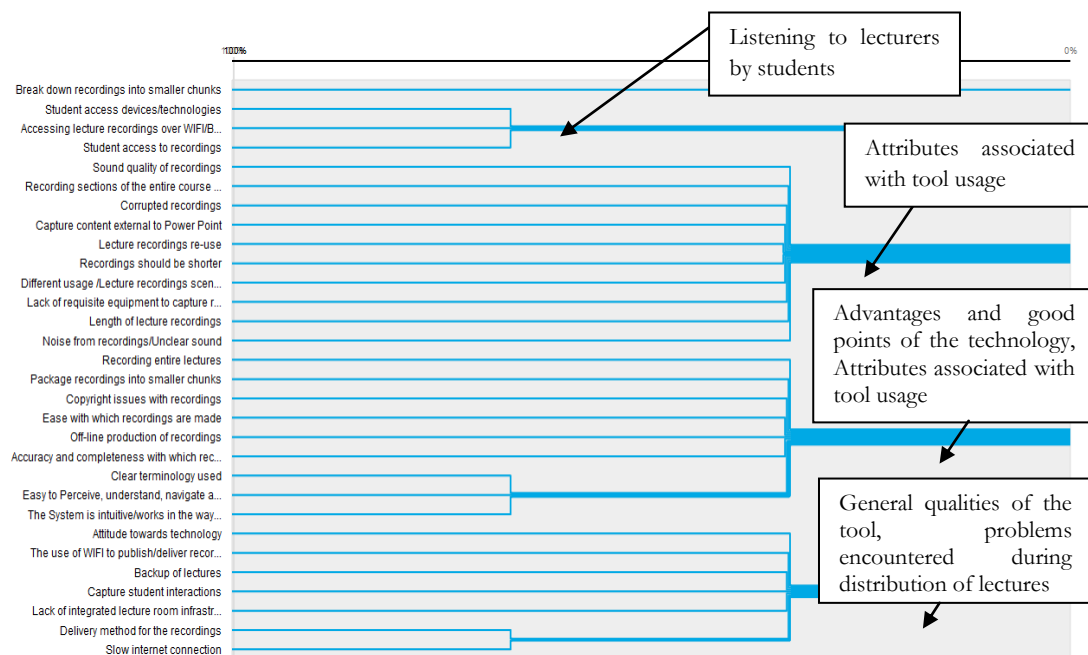 100%
0%
Listening to lecturers
by students
Break down recordings into smaller chunks
Student access devices/technologies
Accessing lecture recordings over WIFI/B...
Student access to recordings
Attributes associated
with tool usage
Sound quality of recordings
Recording sections of the entire course ...
Corrupted recordings
Capture content external to Power Point
Lecture recordings re-use
Recordings should be shorter
Different usage /Lecture recordings scen...
Lack of requisite equipment to capture r...
Length of lecture recordings
Noise from recordings/Unclear sound
Advantages and good
points of the technology,
Attributes associated with
tool usage
Recording entire lectures
Package recordings into smaller chunks
Copyright issues with recordings
Ease with which recordings are made
Off-line production of recordings
Accuracy and completeness with which rec...
Clear terminology used
Easy to Perceive, understand, navigate a...
The System is intuitive/works in the way...
General qualities of the
tool, problems
encountered during
distribution of lectures
Attitude towards technology
The use of WIFI to publish/deliver recor...
Backup of lectures
Capture student interactions
Lack of integrated lecture room infrastr...
Delivery method for the recordings
Slow internet connection